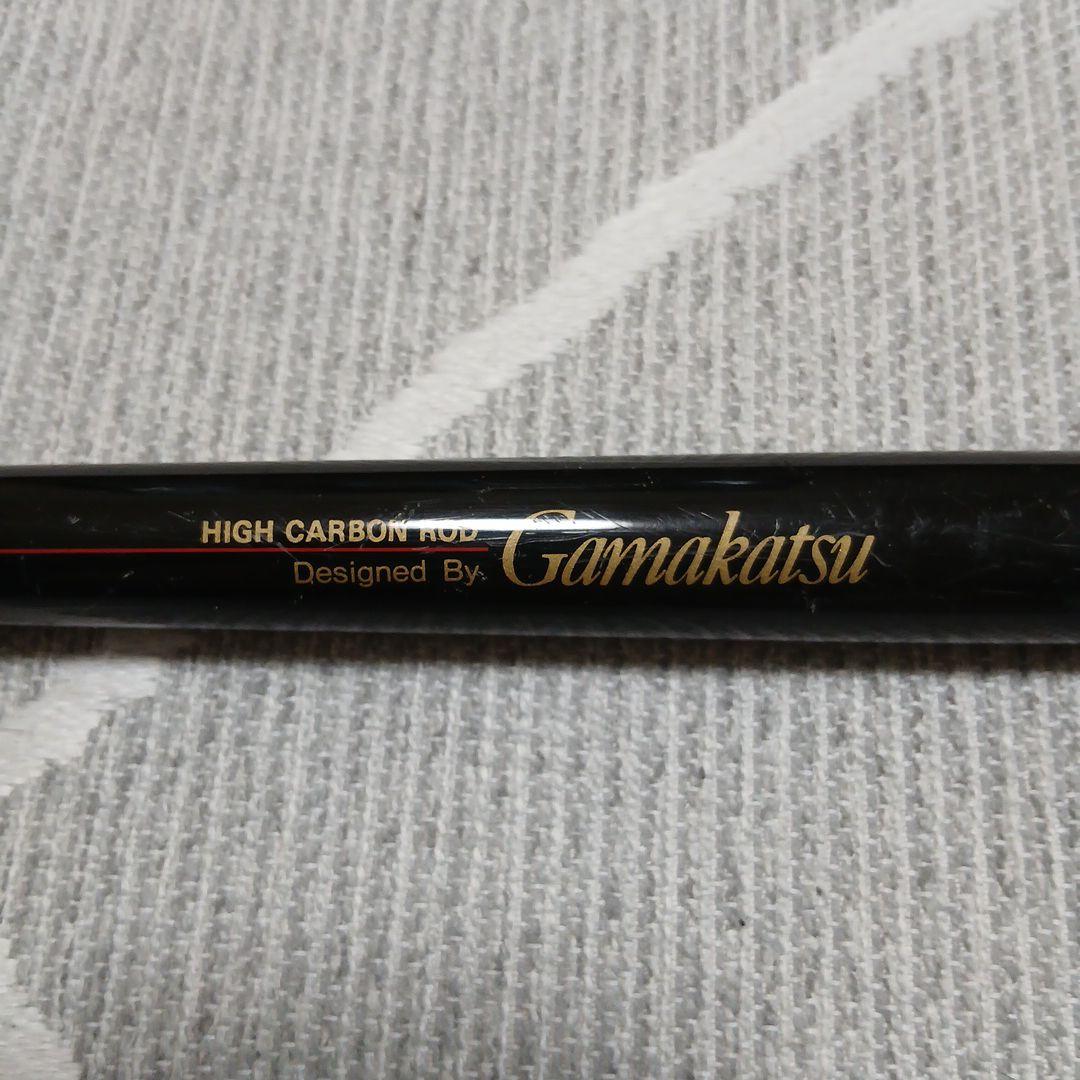 HIGH CARBON ROD
Designed By Gamakatsu